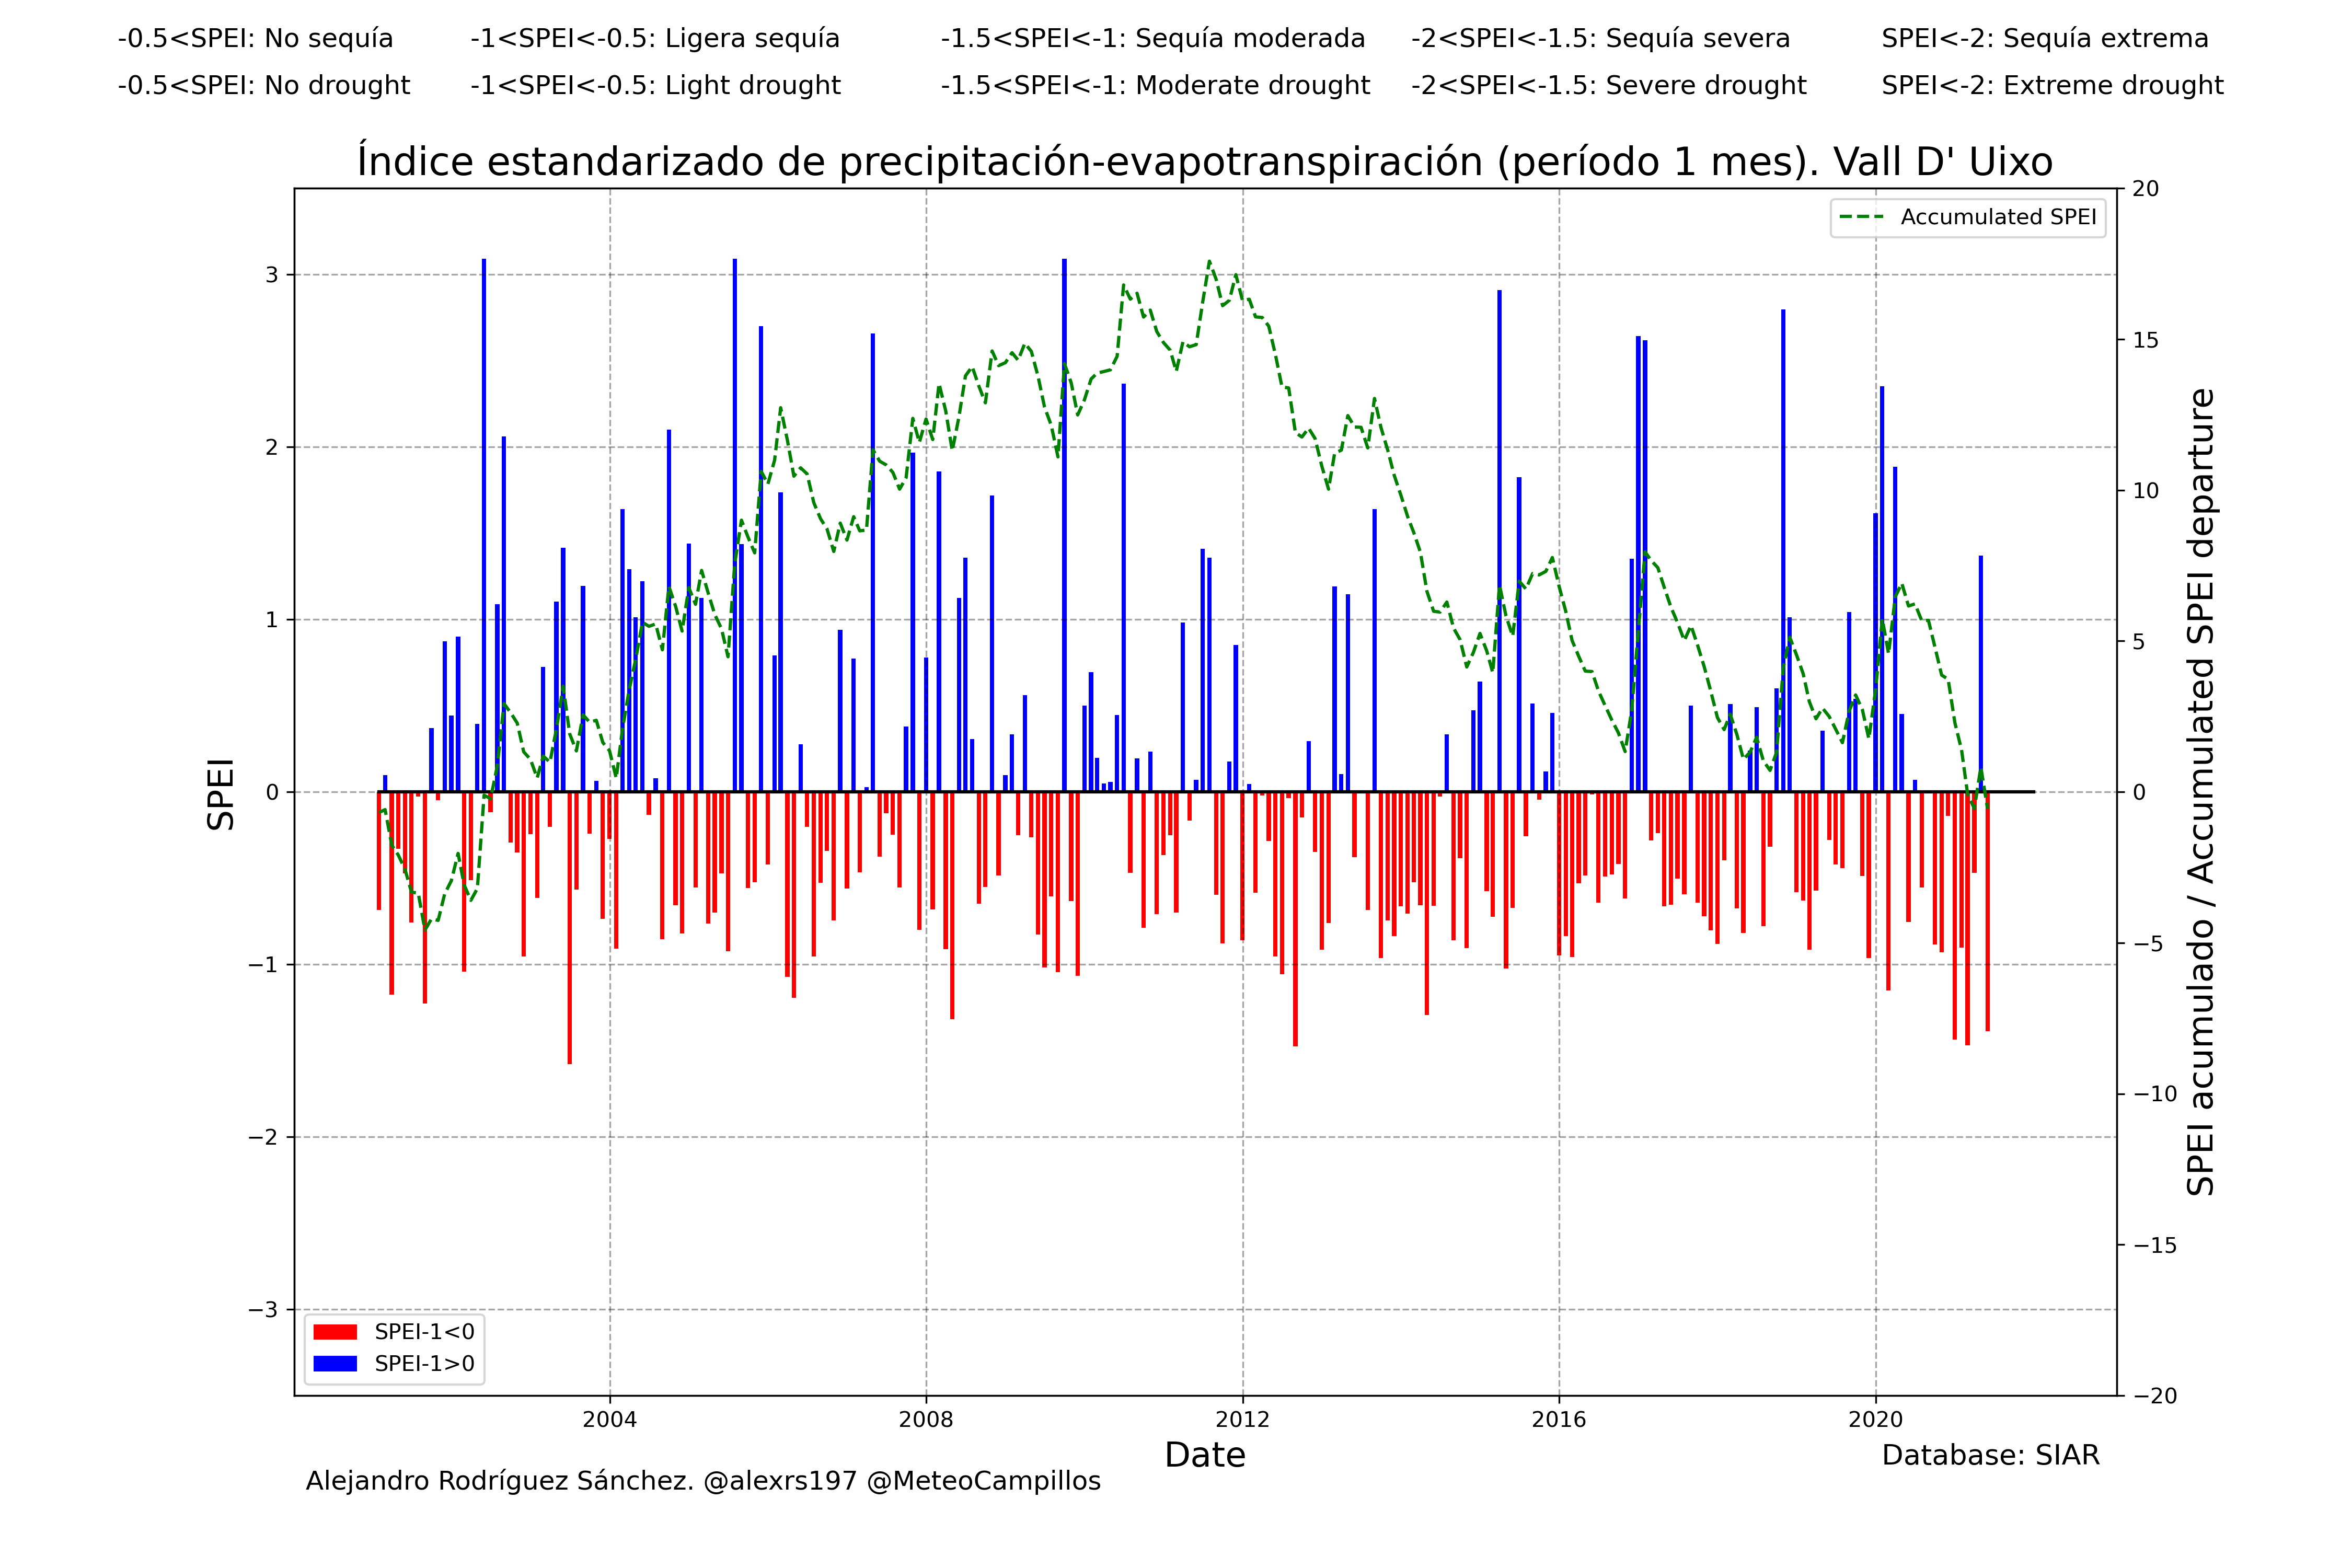 -0.5<SPEI: No sequía
-1<SPEI<-0.5: Ligera sequía
-1.5<SPEI<-1: Sequía moderada
-2<SPEI<-1.5: Sequía severa
SPEI<-2: Sequía extrema
-0.5<SPEI: No drought
-1<SPEI<-0.5: Light drought
-1.5<SPEI<-1: Moderate drought
-2<SPEI<-1.5: Severe drought
SPEI<-2: Extreme drought
Índice estandarizado de precipitación-evapotranspiración (período 1 mes). Vall D' Uixo
Accumulated SPEI
SPEI
3
2
1
0
−1
−2
−3
20
15
10
5
0
−5
−10
−15
−20
SPEI acumulado / Accumulated SPEI departure
SPEI-1<0
SPEI-1>0
2004
2008
2012
2016
2020
Date
Database: SIAR
Alejandro Rodríguez Sánchez. @alexrs197 @MeteoCampillos